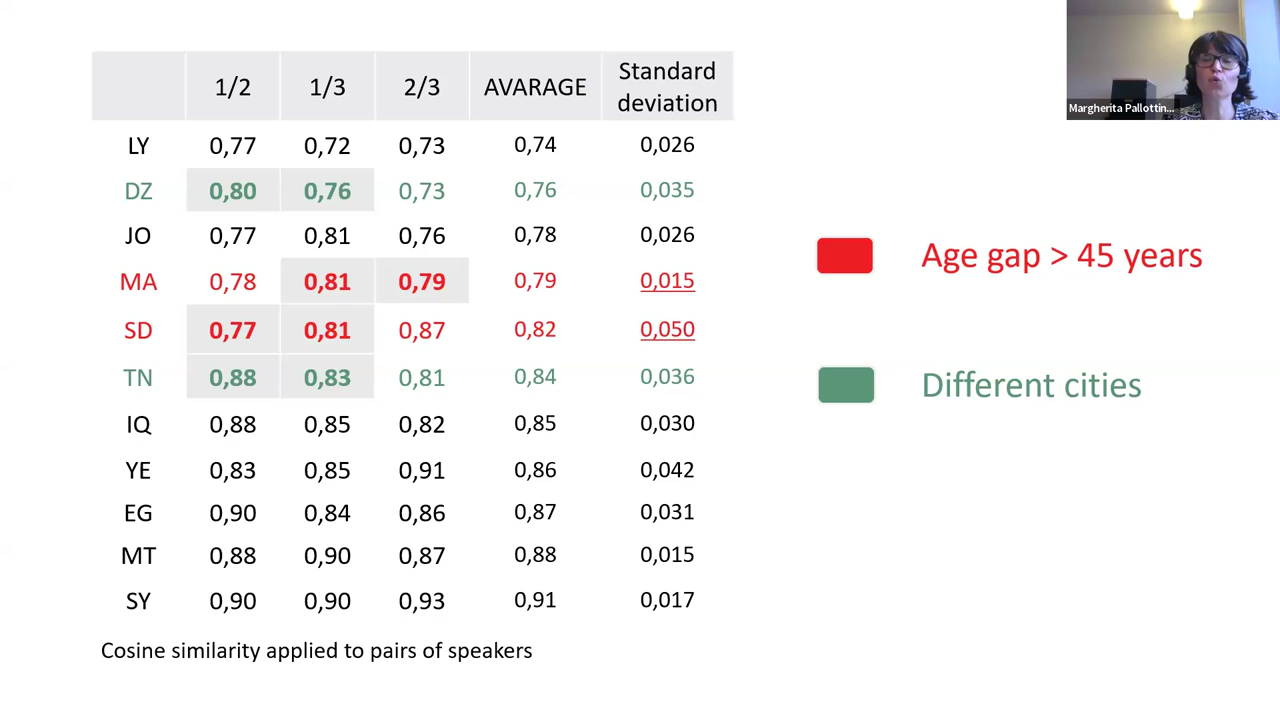 1/2 1/3 2/3 AVARAGE Standard deviation
LY 0,77 0,72 0,73 0,74 0,026
DZ 0,80 0,76 0,73 0,76 0,035
JO 0,77 0,81 0,76 0,78 0,026
MA 0,78 0,81 0,79 0,79 0,015
SD 0,77 0,81 0,87 0,82 0,050
TN 0,88 0,83 0,81 0,84 0,036
IQ 0,88 0,85 0,82 0,85 0,030
YE 0,83 0,85 0,91 0,86 0,042
EG 0,90 0,84 0,86 0,87 0,031
MT 0,88 0,90 0,87 0,88 0,015
SY 0,90 0,90 0,93 0,91 0,017
Cosine similarity applied to pairs of speakers
Age gap > 45 years
Different cities
Margherita Pallottin...